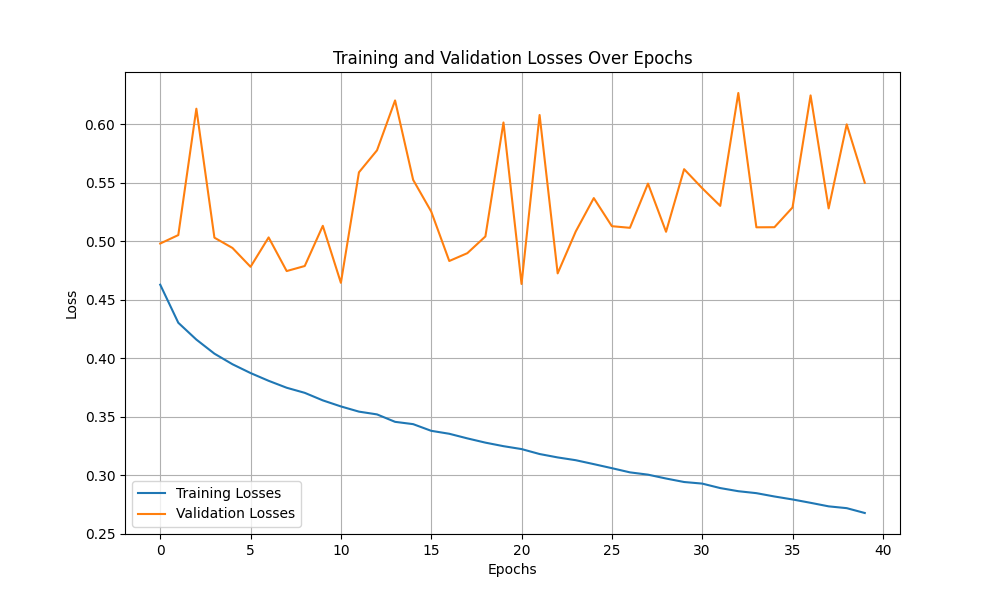 Training and Validation Losses Over Epochs
0.60
0.55
0.50
0.45
0.40
0.35
0.30
0.25
Loss
Training Losses
Validation Losses
0 5 10 15 20 25 30 35 40
Epochs